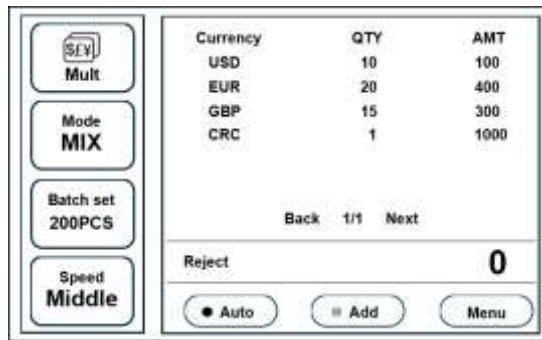 $£¥
Mult
Mode
MIX
Batch set
200PCS
Speed
Middle
Currency QTY AMT
USD 10 100
EUR 20 400
GBP 15 300
CRC 1 1000
Back 1/1 Next
Reject 0
Auto Add Menu